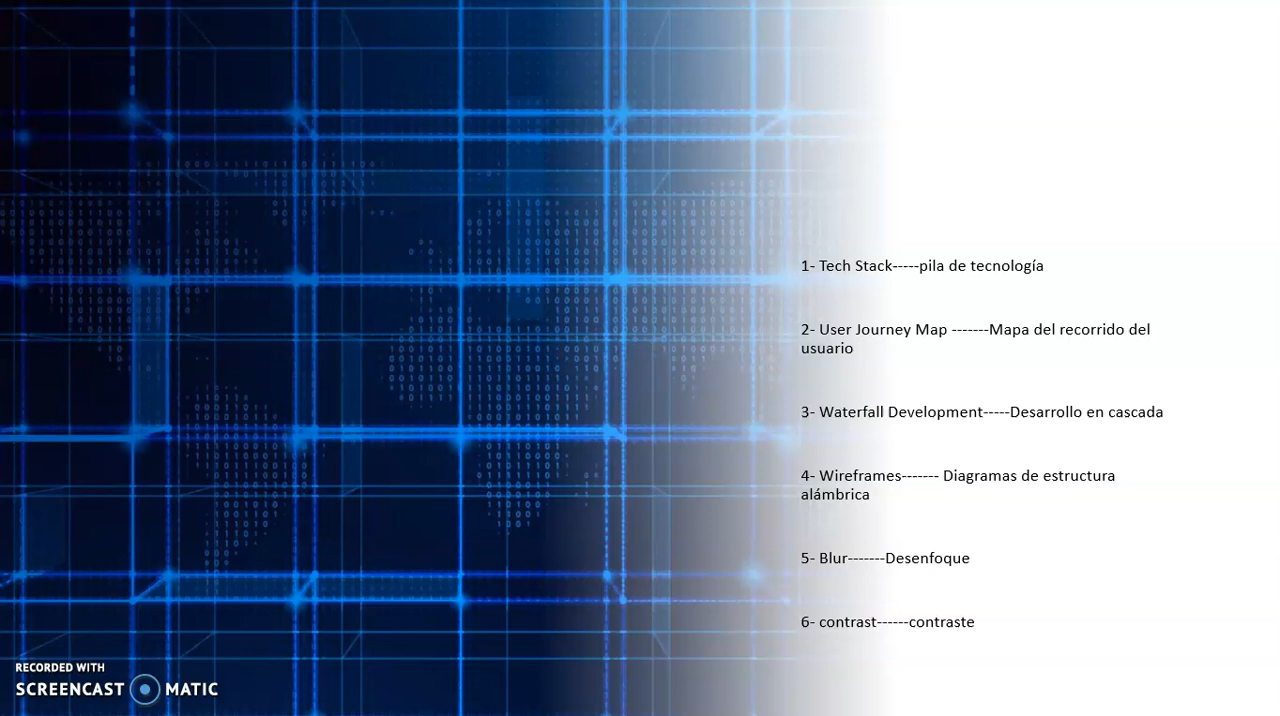 1- Tech Stack-----pila de tecnología
2- User Journey Map -------Mapa del recorrido del
usuario
3- Waterfall Development-----Desarrollo en cascada
4- Wireframes------- Diagramas de estructura
alámbrica
5- Blur-------Desenfoque
6- contrast------contraste
RECORDED WITH
SCREENCAST MATIC